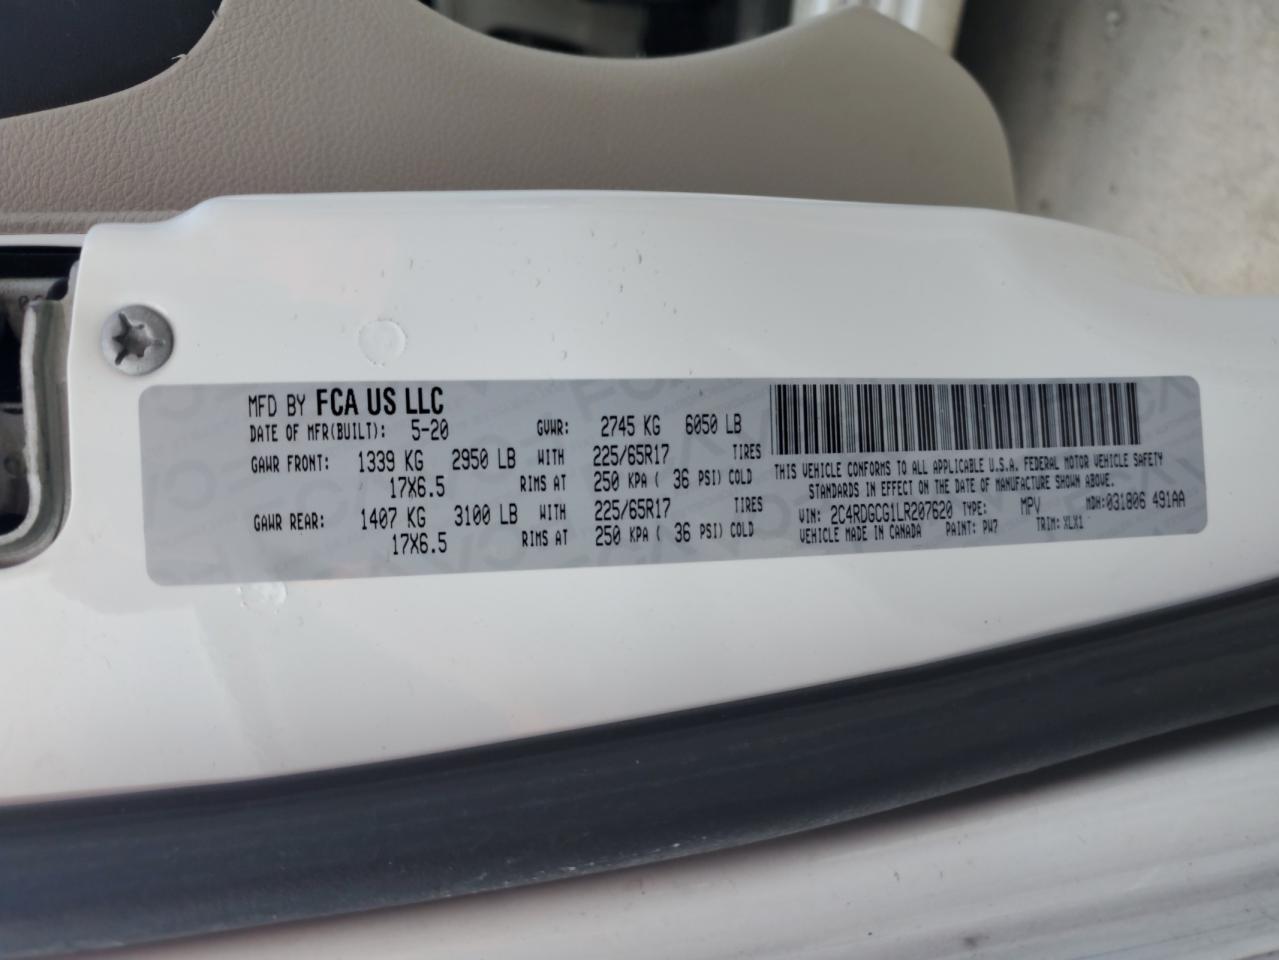 MFD BY FCA US LLC
DATE OF MFR(BUILT): 5-20 GVWR: 2745 KG 6050 LB
GAWR FRONT: 1339 KG 2950 LB WITH 225/65R17 TIRES
17X6.5 RIMS AT 250 KPA ( 36 PSI) COLD
GAWR REAR: 1407 KG 3100 LB WITH 225/65R17 TIRES
17X6.5 RIMS AT 250 KPA ( 36 PSI) COLD
THIS VEHICLE CONFORMS TO ALL APPLICABLE U.S.A. FEDERAL MOTOR VEHICLE SAFETY
STANDARDS IN EFFECT ON THE DATE OF MANUFACTURE SHOWN ABOVE.
VIN: 2C4RDGCG1LR207620 TYPE: MPV MDH:031806 491AA
VEHICLE MADE IN CANADA PAINT: PW7 TRIM: XLX1